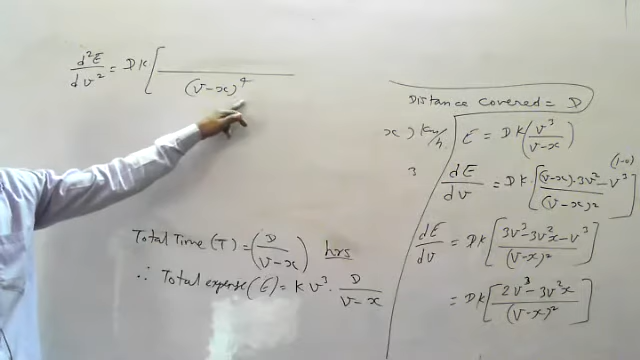 d²E/dv² = DK[ ——— / (v-x)⁴
Total Time (T) = (D/(v-x)) hrs
∴ Total expense (E) = K v³ · D/(v-x)
Distance Covered = D
x) Km/h.
E = DK(v³/(v-x))
dE/dv = DK[((v-x)·3v² - v³(1-0))/(v-x)²]
dE/dv = DK[(3v³-3v²x-v³)/(v-x)²]
= DK[(2v³-3v²x)/(v-x)²]